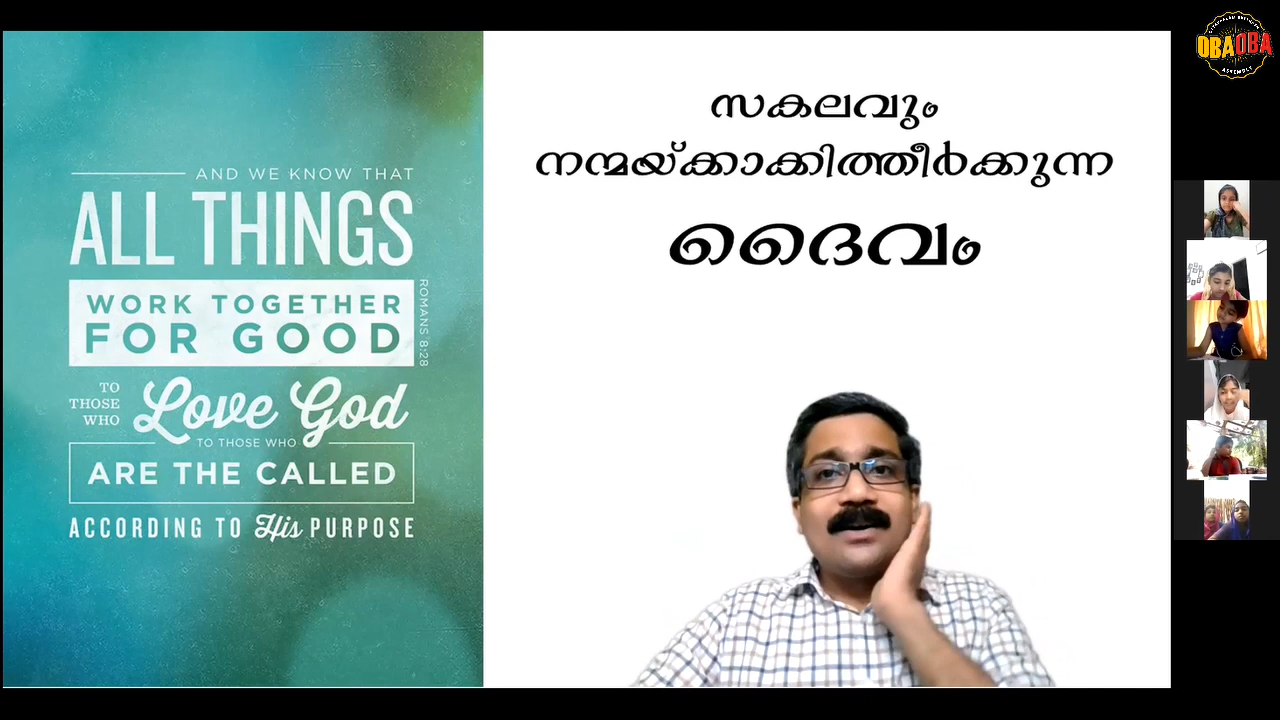 AND WE KNOW THAT
ALL THINGS
WORK TOGETHER
FOR GOOD
ROMANS 8:28
TO
THOSE
WHO
Love God
TO THOSE WHO
ARE THE CALLED
ACCORDING TO His PURPOSE
സകലവും
നന്മയ്ക്കാക്കിത്തീർക്കുന്ന
ദൈവം
OBAOBA
ASSEMBLY